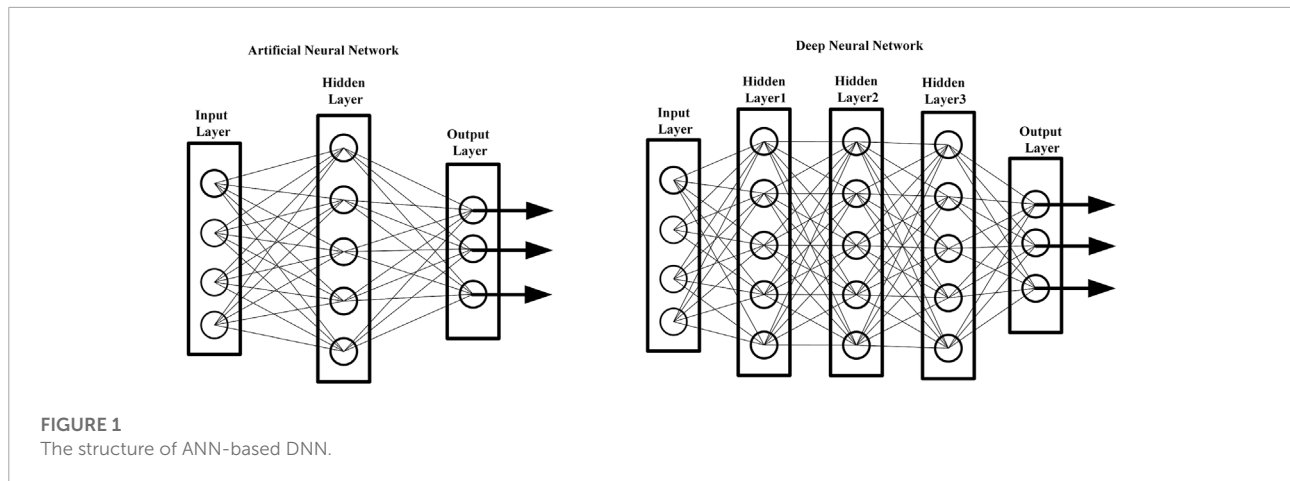 Artificial Neural Network
Hidden
Layer
Input
Layer
Output
Layer
Deep Neural Network
Hidden
Layer1
Hidden
Layer2
Hidden
Layer3
Input
Layer
Output
Layer
FIGURE 1
The structure of ANN-based DNN.